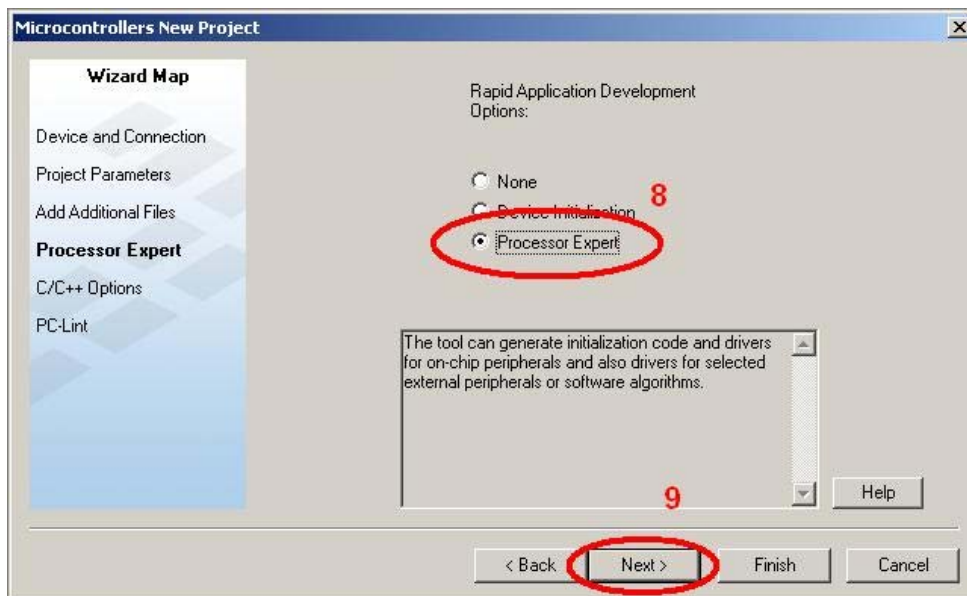 Microcontrollers New Project
Wizard Map
Device and Connection
Project Parameters
Add Additional Files
Processor Expert
C/C++ Options
PC-Lint
Rapid Application Development
Options:
None
8
Device Initialization
Processor Expert
The tool can generate initialization code and drivers
for on-chip peripherals and also drivers for selected
external peripherals or software algorithms.
9
Help
< Back
Next >
Finish
Cancel